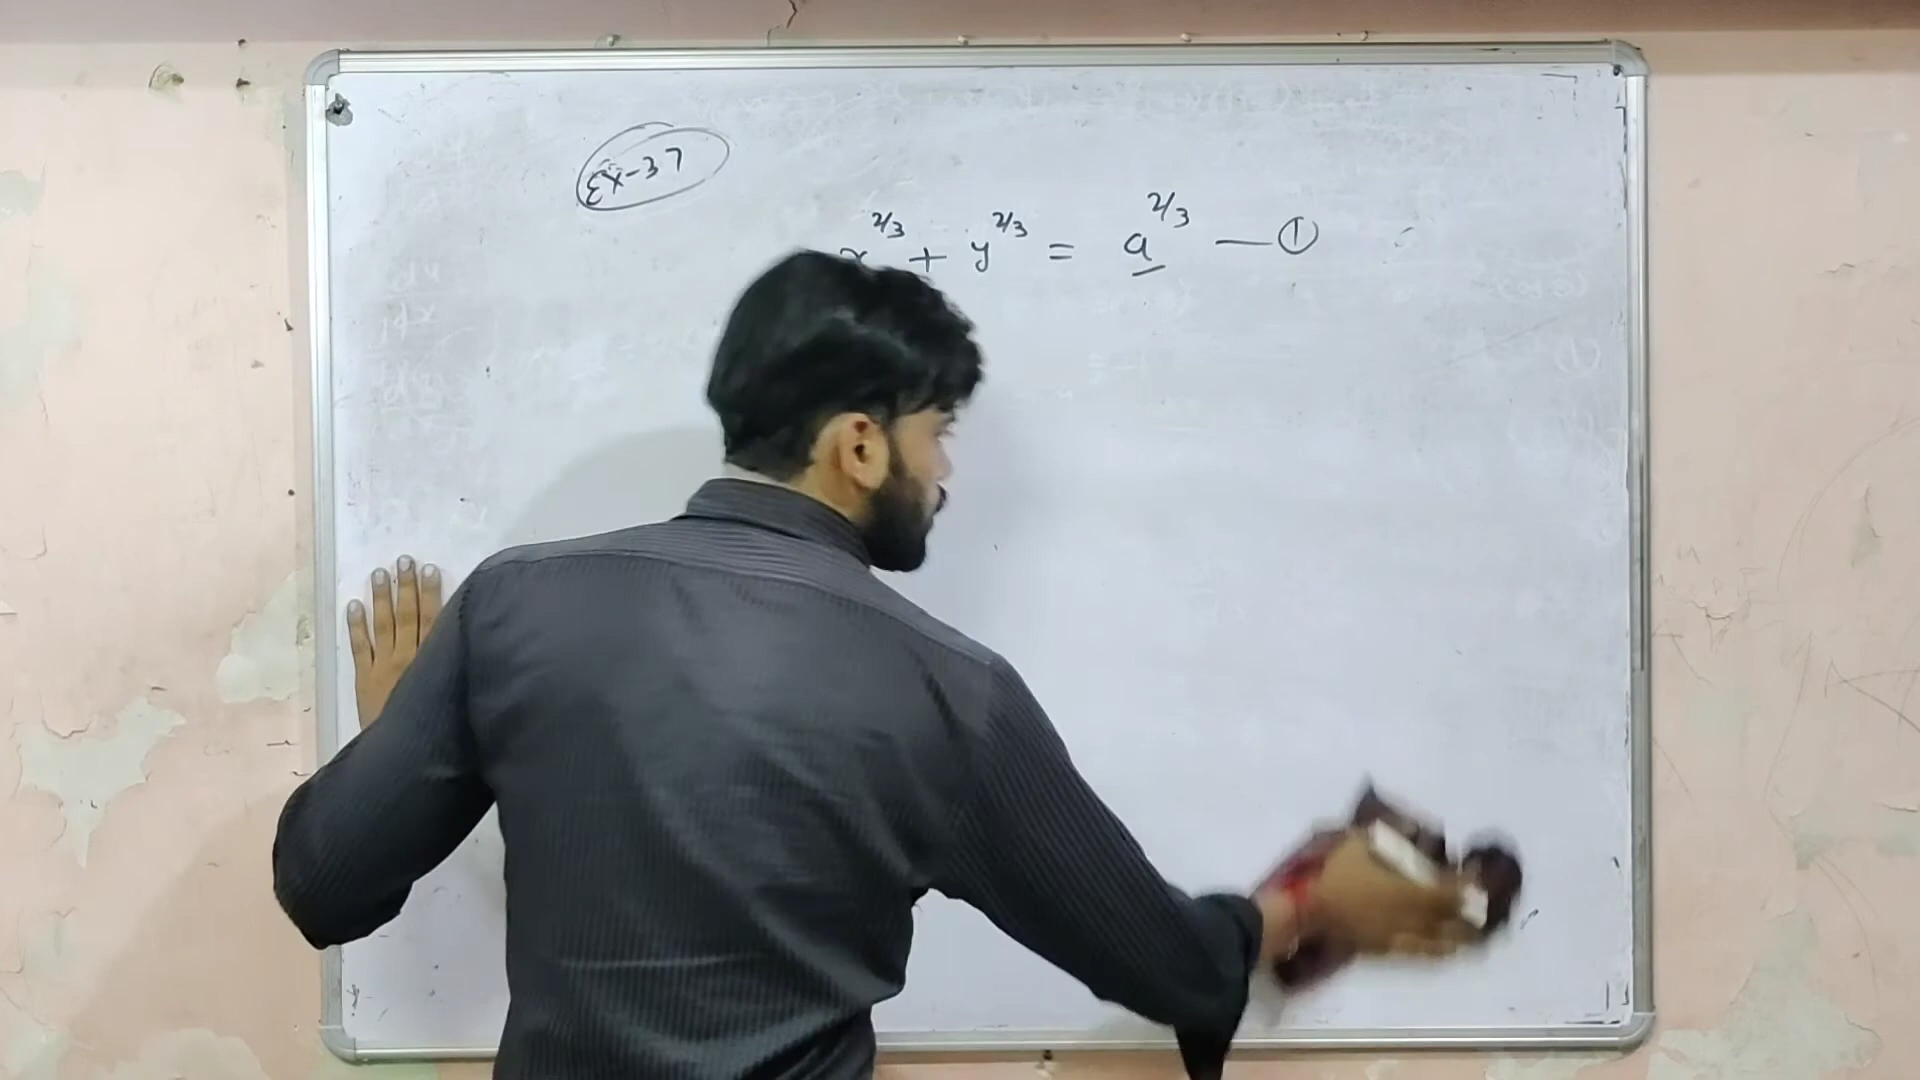 Ex-37
x^2/3 + y^2/3 = a^2/3 — ①